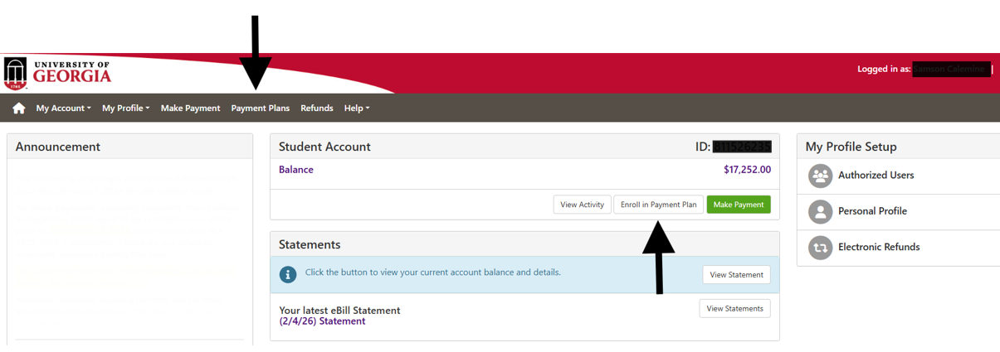 UNIVERSITY OF
GEORGIA
1785
Logged in as: |
My Account My Profile Make Payment Payment Plans Refunds Help
Announcement
Student Account ID:
Balance $17,252.00
View Activity Enroll in Payment Plan Make Payment
Statements
Click the button to view your current account balance and details. View Statement
Your latest eBill Statement View Statements
(2/4/26) Statement
My Profile Setup
Authorized Users
Personal Profile
Electronic Refunds